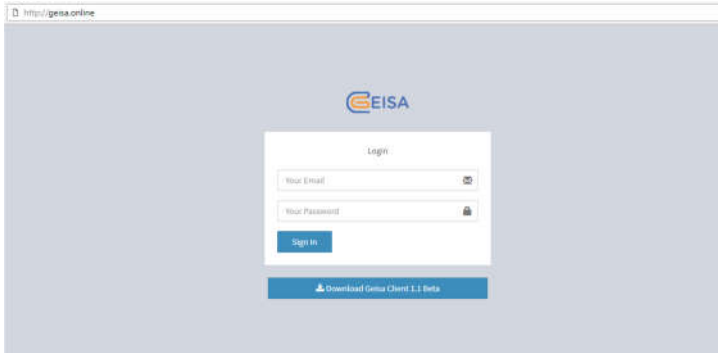 http://geisa.online
GEISA
Login
Your Email
Your Password
Sign In
Download Geisa Client 1.1 Beta